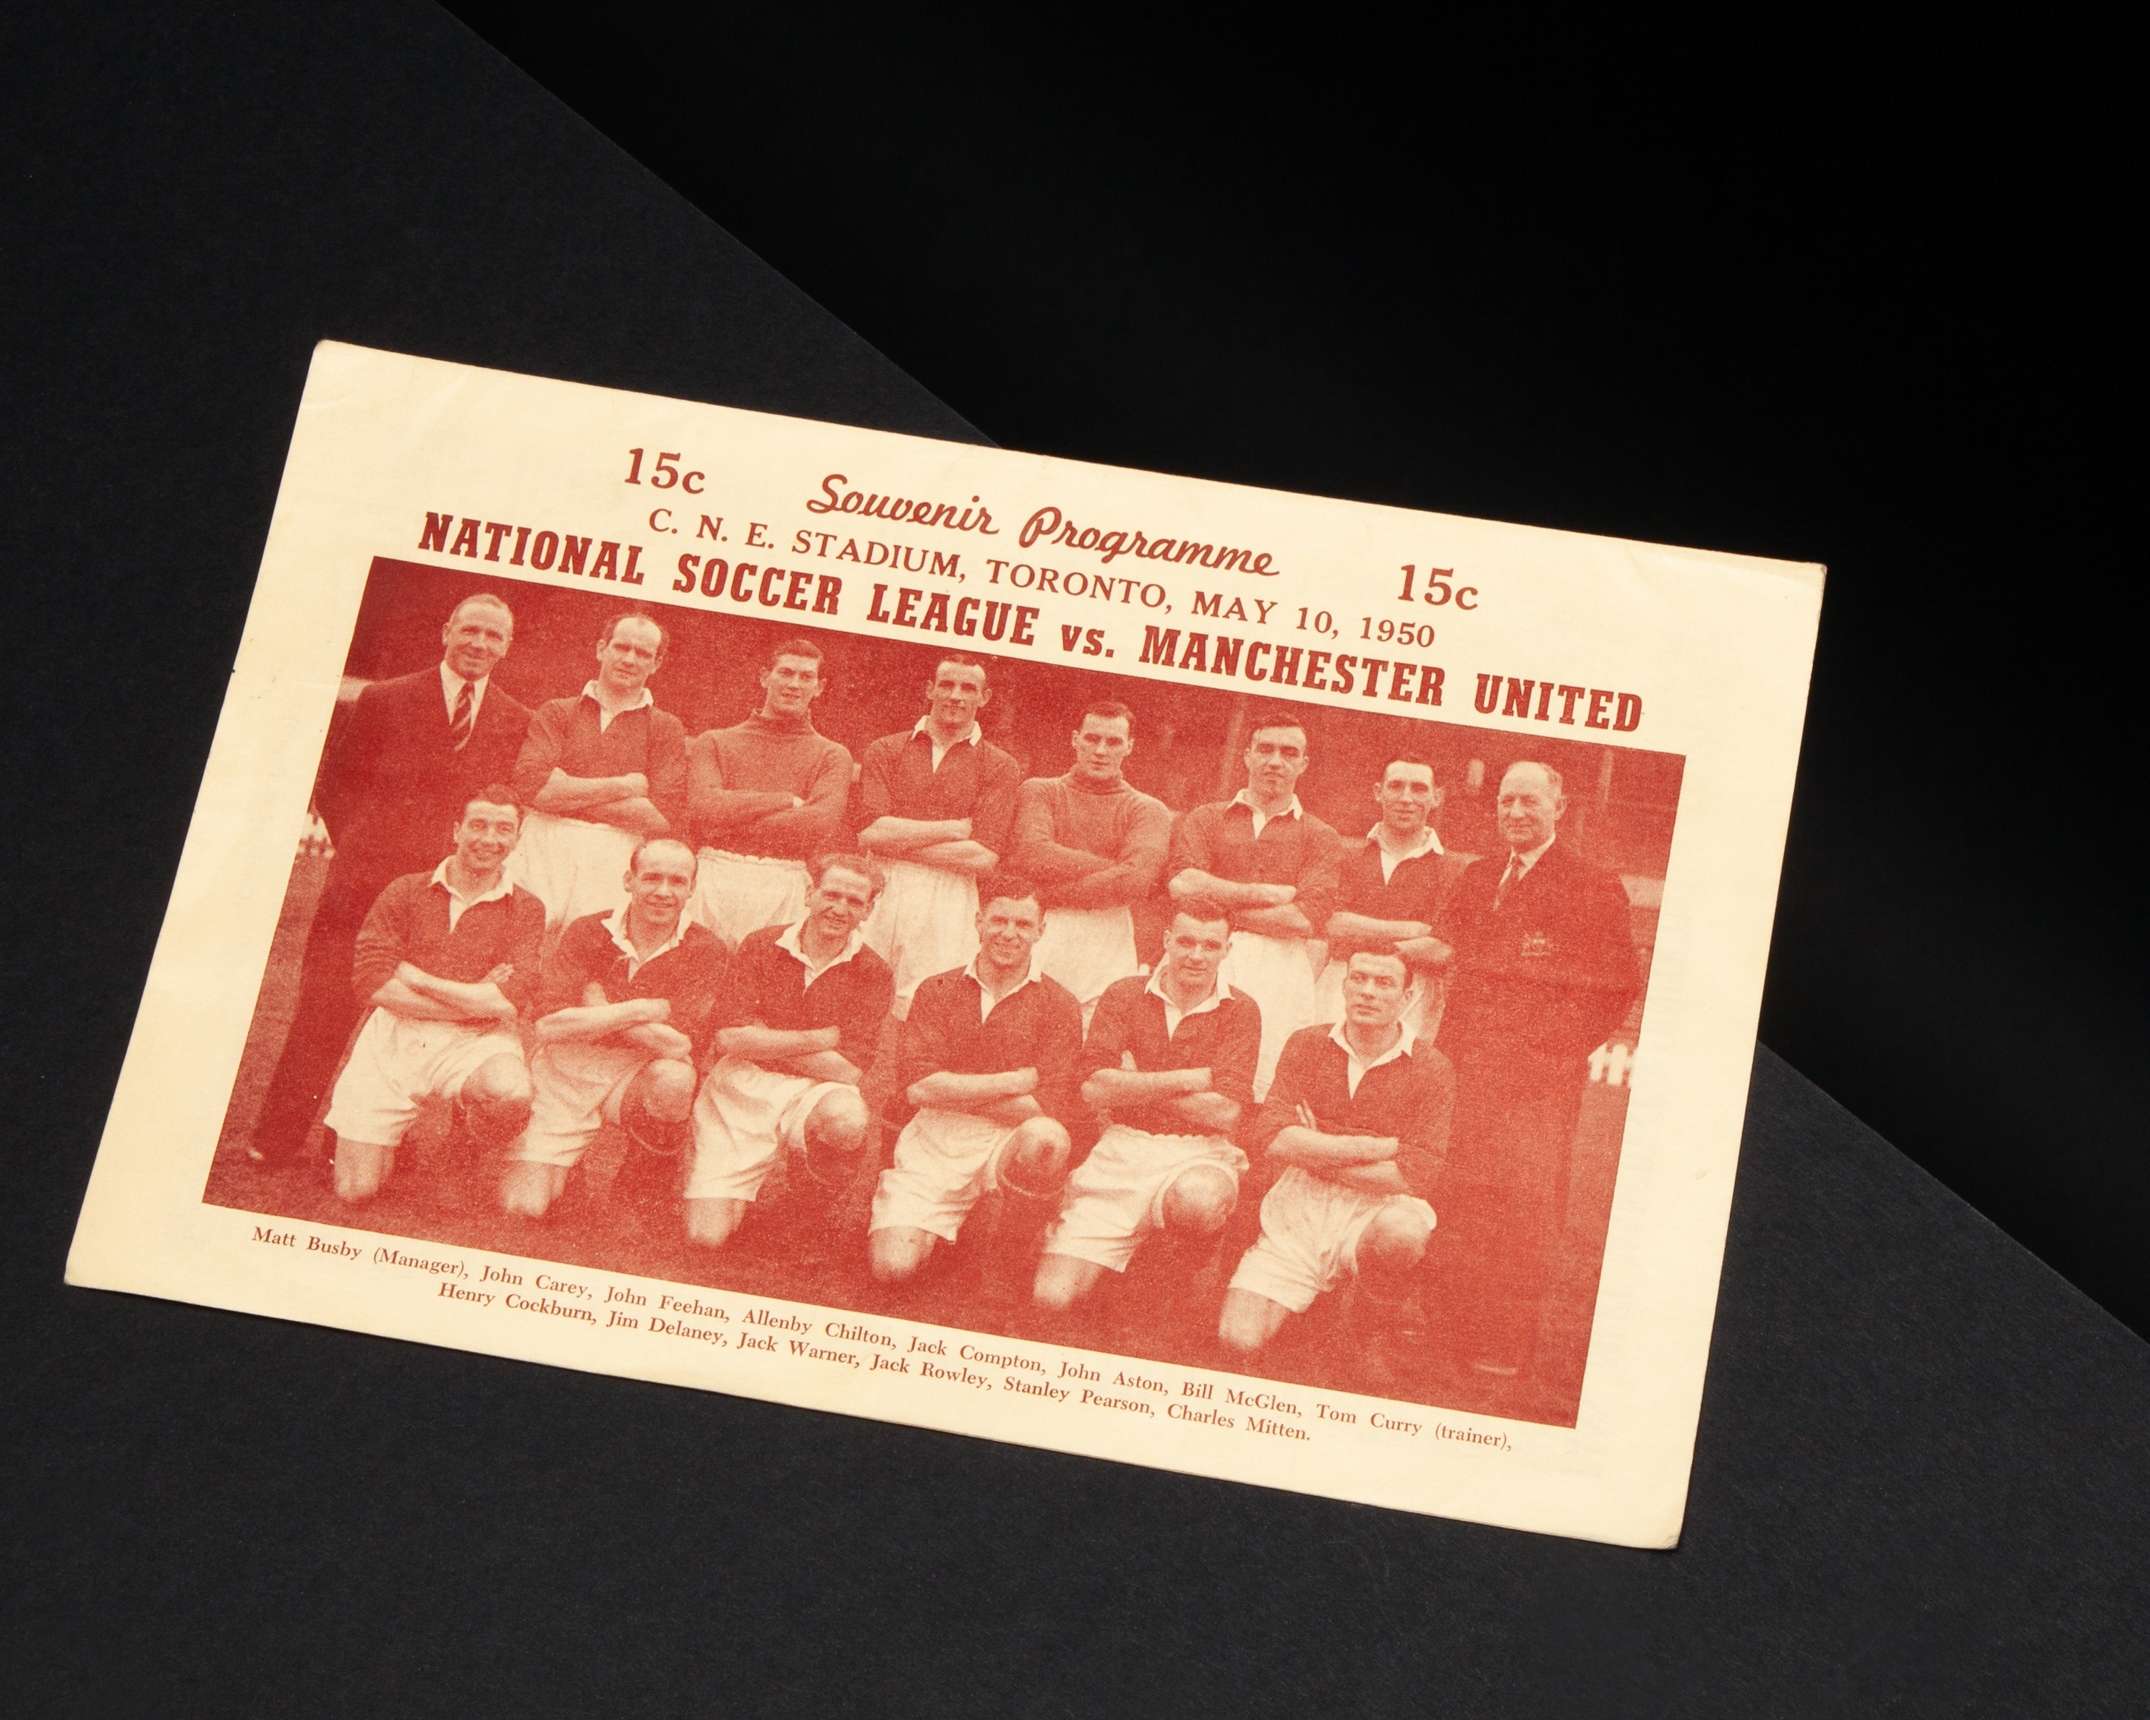 15c Souvenir Programme 15c
C. N. E. STADIUM, TORONTO, MAY 10, 1950
NATIONAL SOCCER LEAGUE vs. MANCHESTER UNITED
Matt Busby (Manager), John Carey, John Feehan, Allenby Chilton, Jack Compton, John Aston, Bill McGlen, Tom Curry (trainer),
Henry Cockburn, Jim Delaney, Jack Warner, Jack Rowley, Stanley Pearson, Charles Mitten.